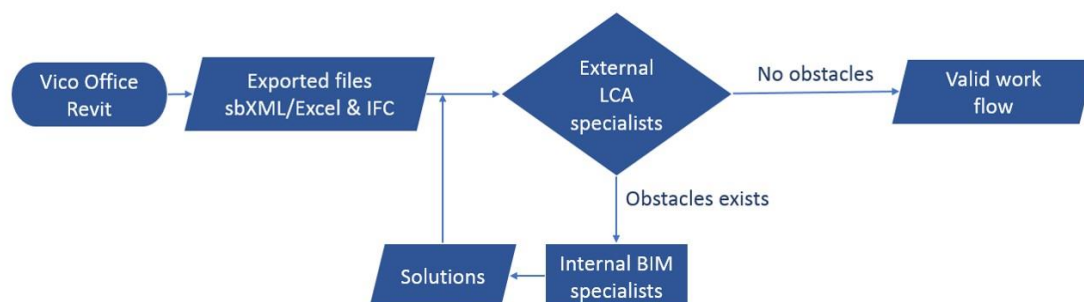 Vico Office
Revit
Exported files
sbXML/Excel & IFC
External
LCA
specialists
No obstacles
Valid work
flow
Obstacles exists
Solutions
Internal BIM
specialists